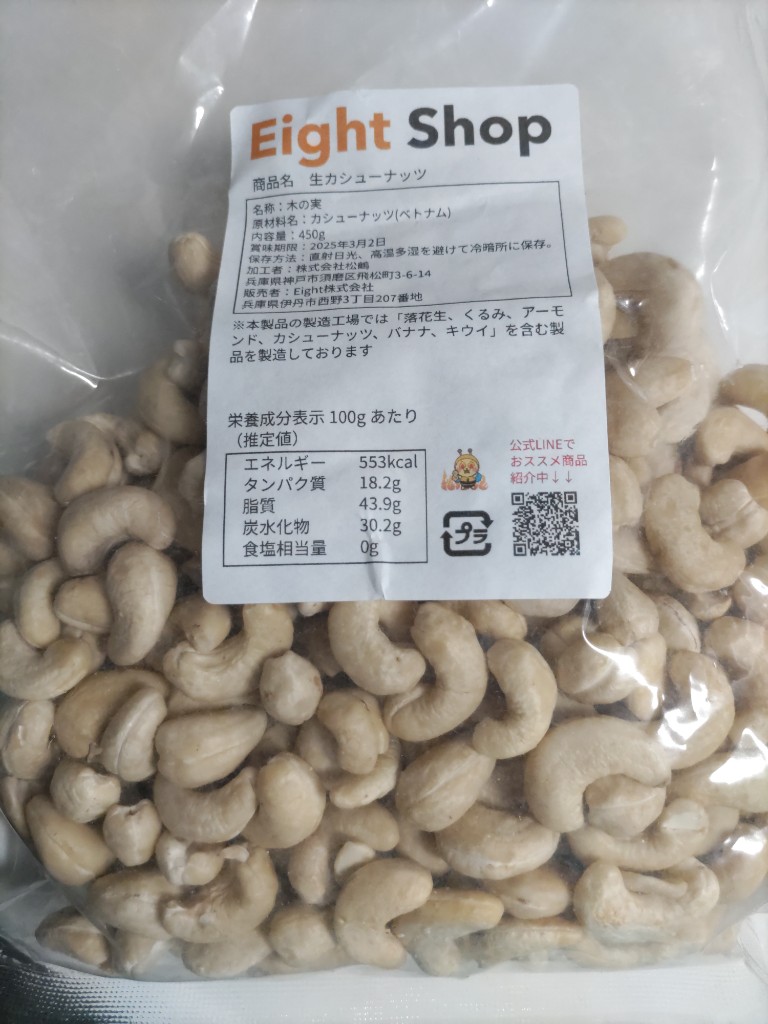 Eight Shop
商品名 生カシューナッツ
名称:木の実
原材料名:カシューナッツ(ベトナム)
内容量:450g
賞味期限:2025年3月2日
保存方法:直射日光、高温多湿を避けて冷暗所に保存。
加工者:株式会社松鶴
兵庫県神戸市須磨区飛松町3-6-14
販売者:Eight株式会社
兵庫県伊丹市西野3丁目207番地
※本製品の製造工場では「落花生、くるみ、アーモ
ンド、カシューナッツ、バナナ、キウイ」を含む製
品を製造しております
栄養成分表示 100g あたり
(推定値)
エネルギー 553kcal
タンパク質 18.2g
脂質 43.9g
炭水化物 30.2g
食塩相当量 0g
公式LINEで
おススメ商品
紹介中↓↓
プラ